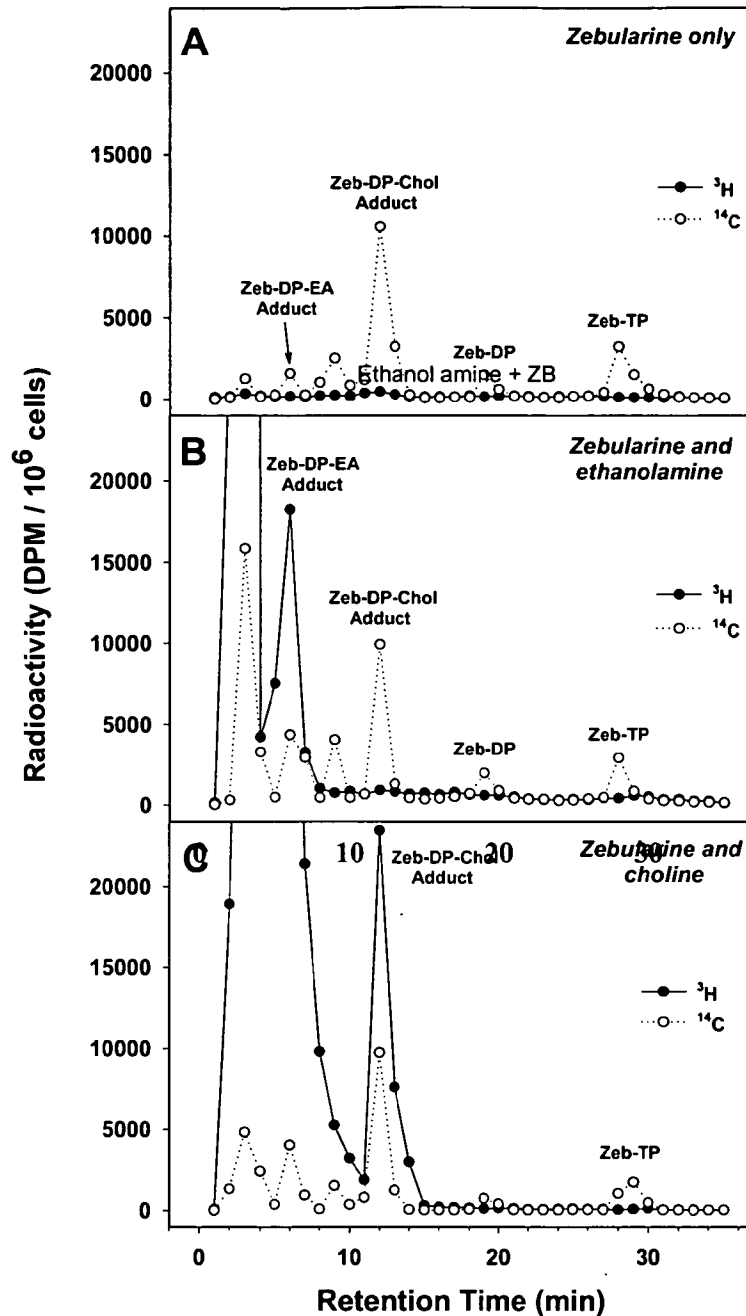 A
Zebularine only
20000
15000
10000
5000
0
Zeb-DP-Chol
Adduct
³H
¹⁴C
Zeb-DP-EA
Adduct
Zeb-DP
Zeb-TP
Ethanol amine + ZB
B
Zebularine and
ethanolamine
20000
15000
10000
5000
0
Zeb-DP-EA
Adduct
Zeb-DP-Chol
Adduct
³H
¹⁴C
Zeb-DP
Zeb-TP
0 10 20 30
C
Zebularine and
choline
20000
15000
10000
5000
0
Zeb-DP-Chol
Adduct
³H
¹⁴C
Zeb-TP
0 10 20 30
Retention Time (min)
Radioactivity (DPM / 10⁶ cells)